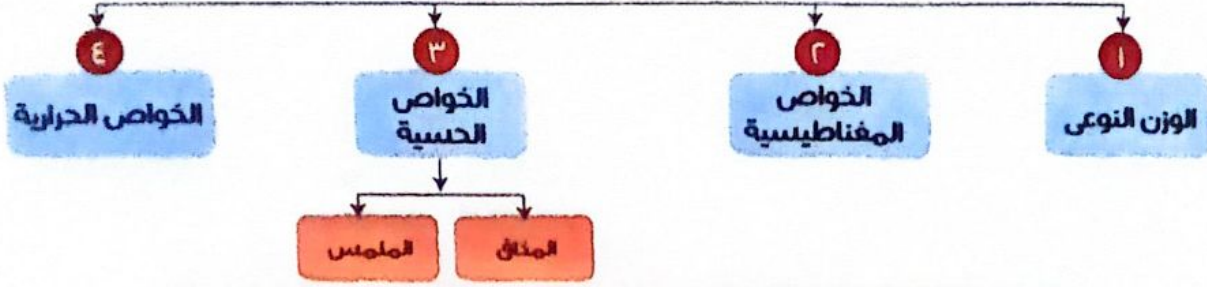 ١
الوزن النوعى
٢
الخواص
المغناطيسية
٣
الخواص
الحسية
المذاق
الملمس
٤
الخواص الحرارية